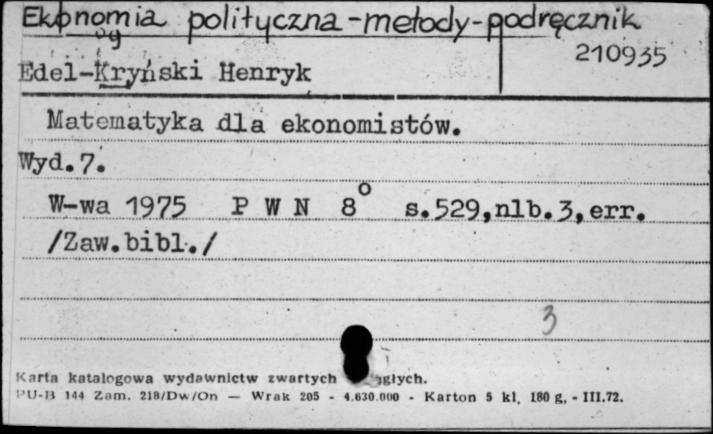 Ekonomia polityczna-metody-podręcznik
og
210935
Edel-Kryński Henryk
Matematyka dla ekonomistów.
Wyd.7.
W-wa 1975 P W N 8° s.529,nlb.3,err.
/Zaw.bibl./
3
Karta katalogowa wydawnictw zwartych
PU-B 144 Zam. 218/Dw/On — Wrak 205 - 4.630.000 - Karton 5 kl. 180 g, - III.72.